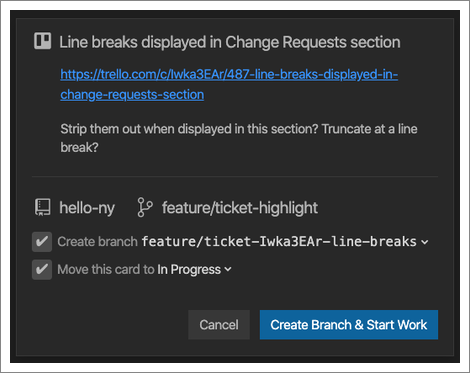 Line breaks displayed in Change Requests section
https://trello.com/c/Iwka3EAr/487-line-breaks-displayed-in-
change-requests-section
Strip them out when displayed in this section? Truncate at a line
break?
hello-ny feature/ticket-highlight
Create branch feature/ticket-Iwka3EAr-line-breaks
Move this card to In Progress
Cancel Create Branch & Start Work